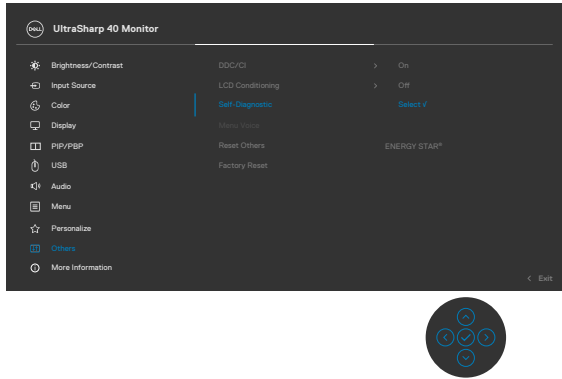 DELL UltraSharp 40 Monitor
Brightness/Contrast DDC/CI > On
Input Source LCD Conditioning > Off
Color Self-Diagnostic Select √
Display Menu Voice
PIP/PBP Reset Others ENERGY STAR®
USB Factory Reset
Audio
Menu
Personalize
Others
More Information
< Exit